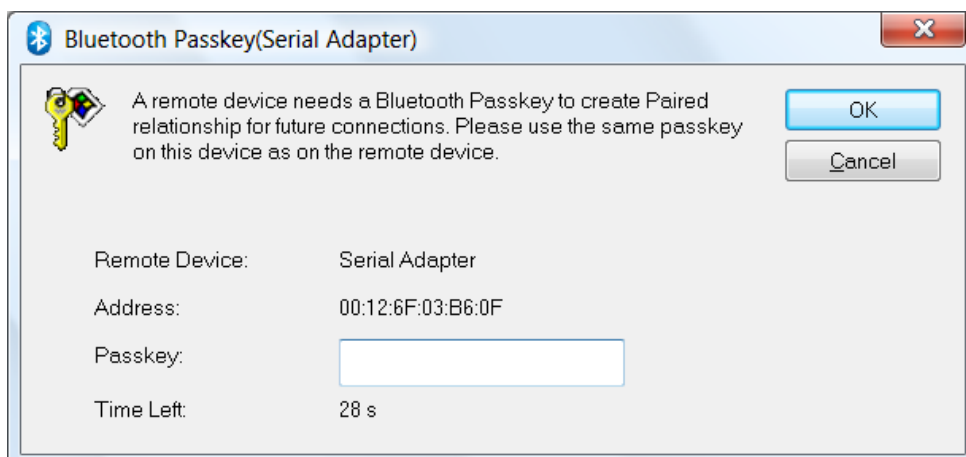 Bluetooth Passkey(Serial Adapter)
A remote device needs a Bluetooth Passkey to create Paired
relationship for future connections. Please use the same passkey
on this device as on the remote device.
OK
Cancel
Remote Device: Serial Adapter
Address: 00:12:6F:03:B6:0F
Passkey:
Time Left: 28 s